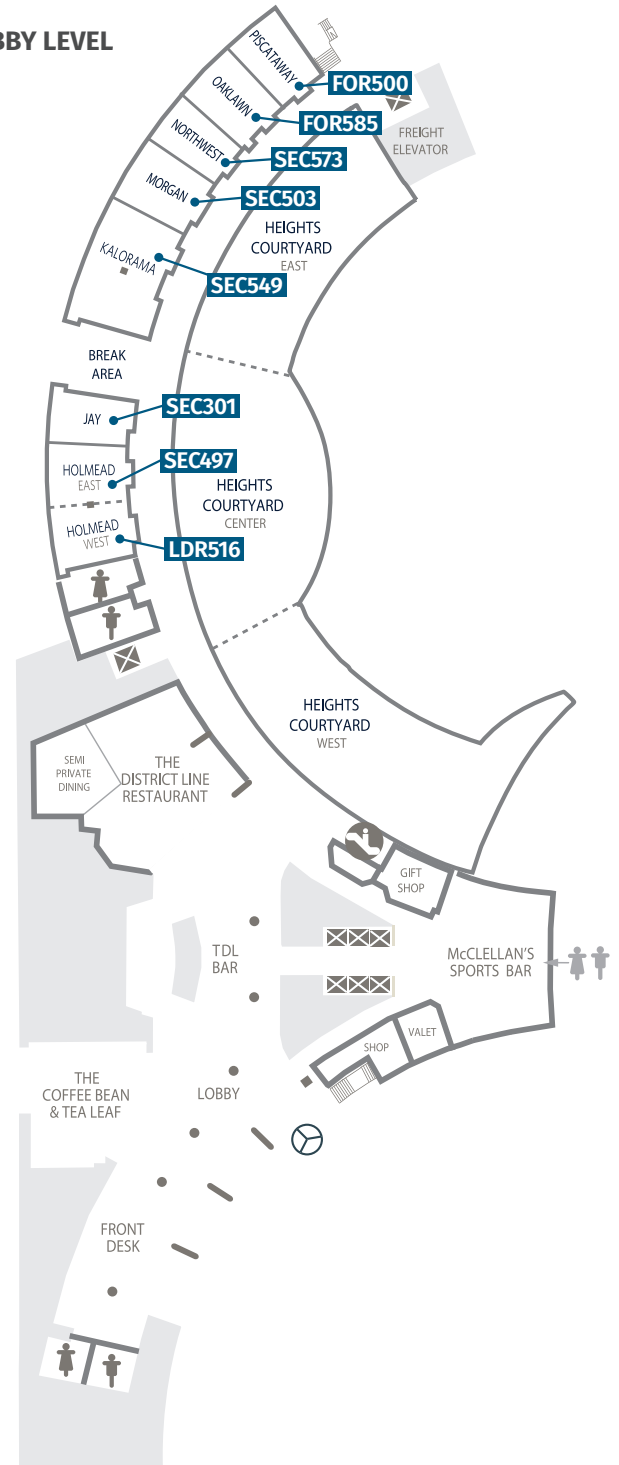 BBY LEVEL
PISCATAWAY
FOR500
OAKLAWN
FOR585
FREIGHT
ELEVATOR
NORTHWEST
SEC573
MORGAN
SEC503
HEIGHTS
COURTYARD
EAST
KALORAMA
SEC549
BREAK
AREA
JAY
SEC301
HOLMEAD
EAST
SEC497
HEIGHTS
COURTYARD
CENTER
HOLMEAD
WEST
LDR516
HEIGHTS
COURTYARD
WEST
SEMI
PRIVATE
DINING
THE
DISTRICT LINE
RESTAURANT
GIFT
SHOP
TDL
BAR
McCLELLAN'S
SPORTS BAR
VALET
SHOP
THE
COFFEE BEAN
& TEA LEAF
LOBBY
FRONT
DESK